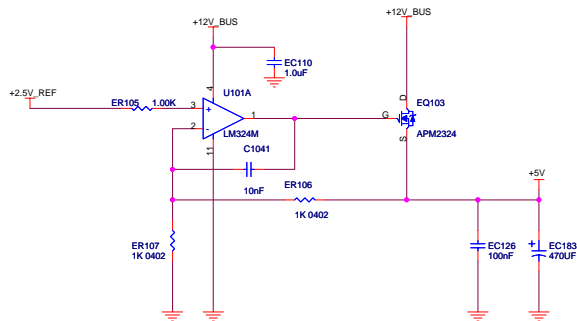 +12V_BUS
+12V_BUS
EC110
1.0uF
+2.5V_REF
ER105 1.00K
U101A
4
3
+
2
-
1
11
LM324M
D
G
S
EQ103
APM2324
C1041
10nF
ER106
1K 0402
+5V
ER107
1K 0402
EC126
100nF
+
EC183
470UF